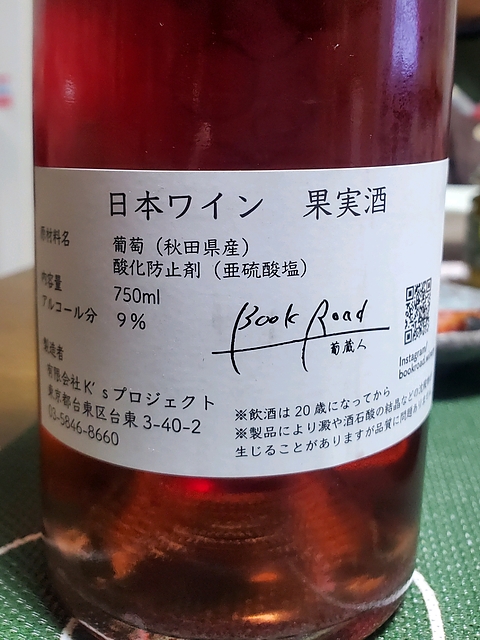 日本ワイン 果実酒
原材料名 葡萄（秋田県産）
酸化防止剤（亜硫酸塩）
内容量 750ml
アルコール分 9％
Book Road
葡蔵人
製造者
有限会社K'sプロジェクト
東京都台東区台東 3-40-2
03-5846-8660
Instagram/
※飲酒は 20 歳になってから
※製品により澱や酒石酸の結晶などの
生じることがありますが品質に問題